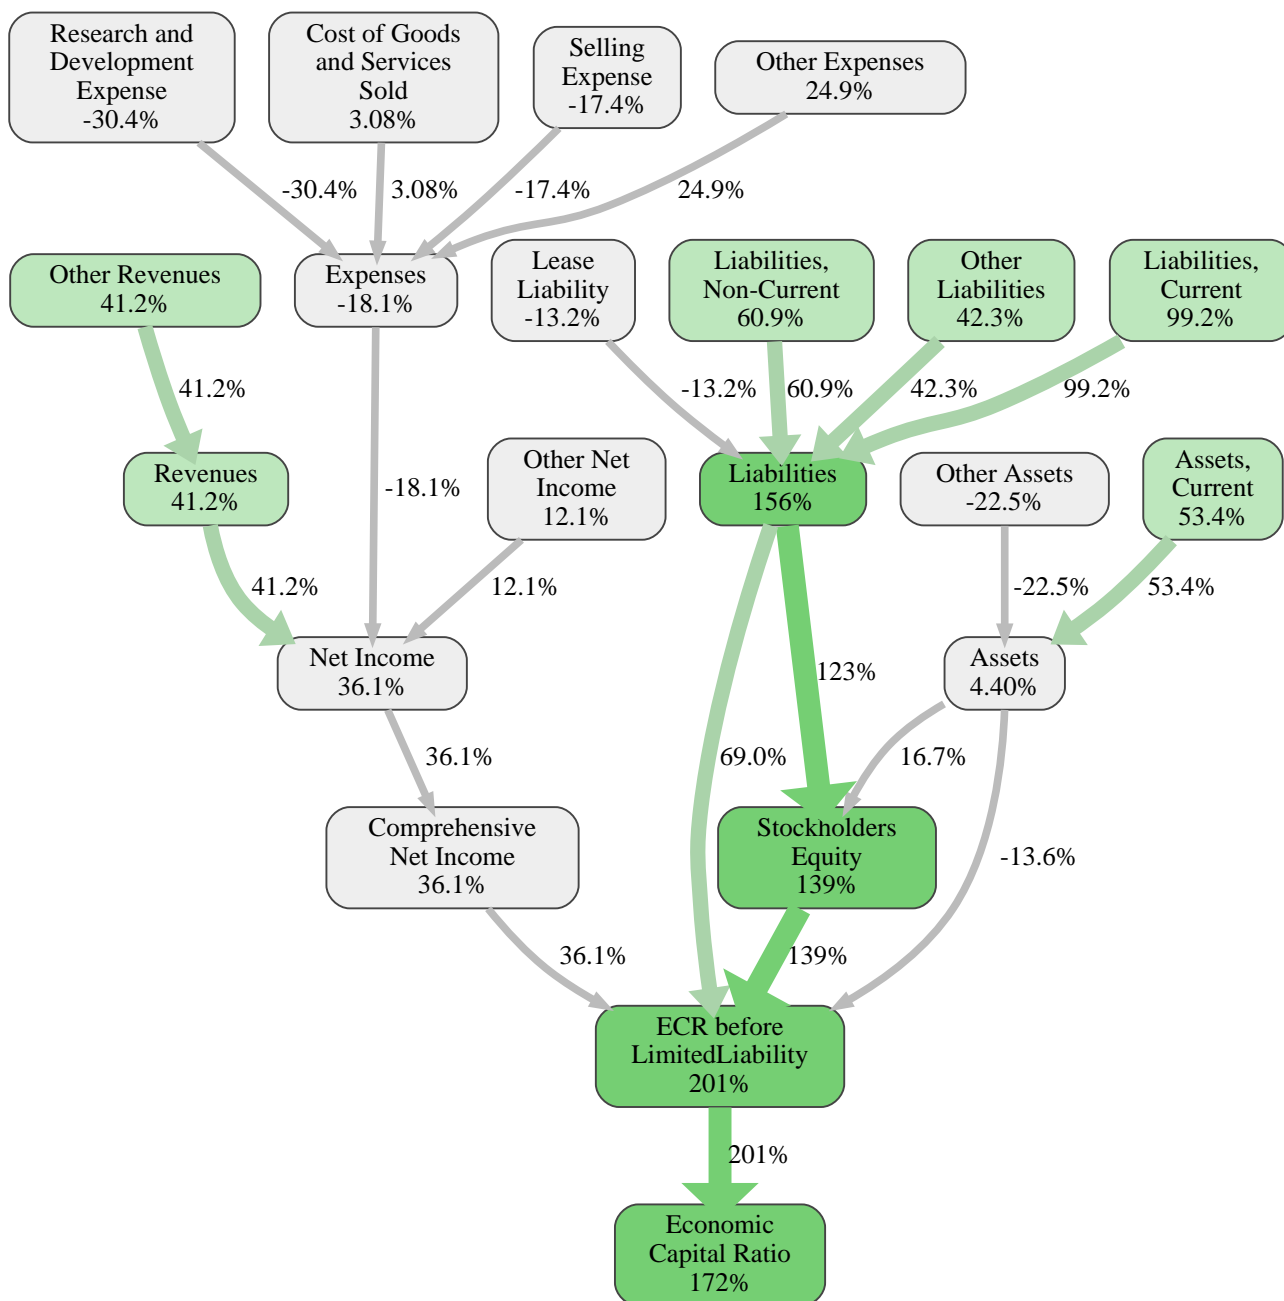 Research and
Development
Expense
-30.4%
Cost of Goods
and Services
Sold
3.08%
Selling
Expense
-17.4%
Other Expenses
24.9%
-30.4%
3.08%
-17.4%
24.9%
Other Revenues
41.2%
Expenses
-18.1%
Lease
Liability
-13.2%
Liabilities,
Non-Current
60.9%
Other
Liabilities
42.3%
Liabilities,
Current
99.2%
41.2%
-13.2%
60.9%
42.3%
99.2%
Revenues
41.2%
-18.1%
Other Net
Income
12.1%
Liabilities
156%
Other Assets
-22.5%
Assets,
Current
53.4%
41.2%
12.1%
-22.5%
53.4%
Net Income
36.1%
123%
Assets
4.40%
36.1%
69.0%
16.7%
Comprehensive
Net Income
36.1%
Stockholders
Equity
139%
-13.6%
36.1%
139%
ECR before
LimitedLiability
201%
201%
Economic
Capital Ratio
172%